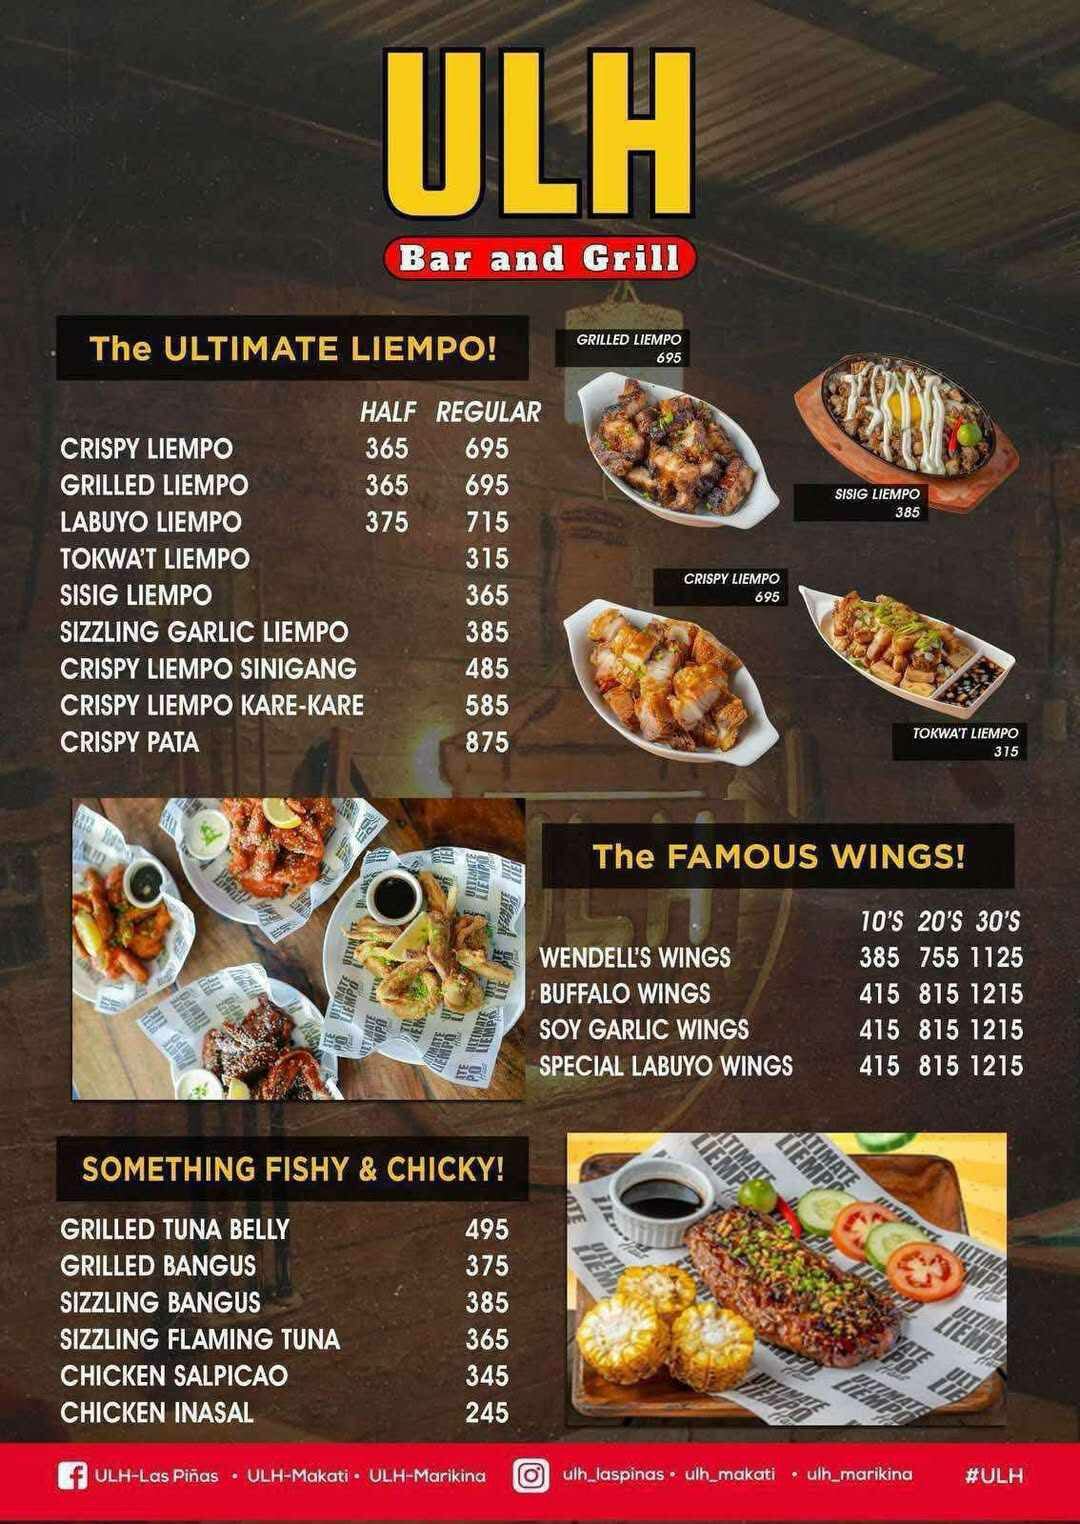 ULH
Bar and Grill
The ULTIMATE LIEMPO!
HALF REGULAR
CRISPY LIEMPO 365 695
GRILLED LIEMPO 365 695
LABUYO LIEMPO 375 715
TOKWA'T LIEMPO 315
SISIG LIEMPO 365
SIZZLING GARLIC LIEMPO 385
CRISPY LIEMPO SINIGANG 485
CRISPY LIEMPO KARE-KARE 585
CRISPY PATA 875
GRILLED LIEMPO
695
SISIG LIEMPO
385
CRISPY LIEMPO
695
TOKWA'T LIEMPO
315
The FAMOUS WINGS!
10'S 20'S 30'S
WENDELL'S WINGS 385 755 1125
BUFFALO WINGS 415 815 1215
SOY GARLIC WINGS 415 815 1215
SPECIAL LABUYO WINGS 415 815 1215
SOMETHING FISHY & CHICKY!
GRILLED TUNA BELLY 495
GRILLED BANGUS 375
SIZZLING BANGUS 385
SIZZLING FLAMING TUNA 365
CHICKEN SALPICAO 345
CHICKEN INASAL 245
ULTIMATE
LIEMPO
ULH-Las Piñas • ULH-Makati • ULH-Marikina
ulh_laspinas • ulh_makati • ulh_marikina
#ULH